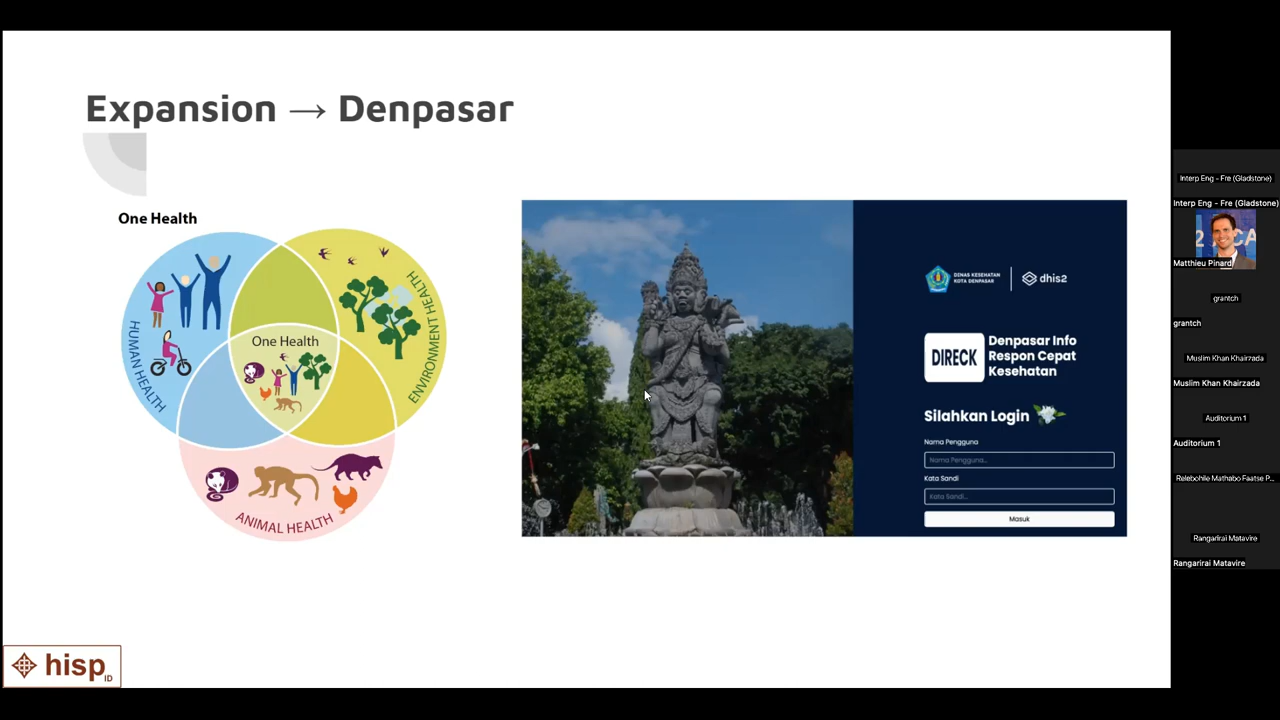 Expansion → Denpasar
One Health
HUMAN HEALTH
ENVIRONMENT HEALTH
One Health
ANIMAL HEALTH
DINAS KESEHATAN
KOTA DENPASAR
dhis2
DIRECK
Denpasar Info
Respon Cepat
Kesehatan
Silahkan Login
Nama Pengguna
Nama Pengguna...
Kata Sandi
Kata Sandi...
Masuk
hisp ID
Interp Eng - Fre (Gladstone)
Interp Eng - Fre (Gladstone)
Matthieu Pinard
grantch
grantch
Muslim Khan Khairzada
Muslim Khan Khairzada
Auditorium 1
Auditorium 1
Relebohile Mathabo Faatse P...
Rangarirai Matavire
Rangarirai Matavire